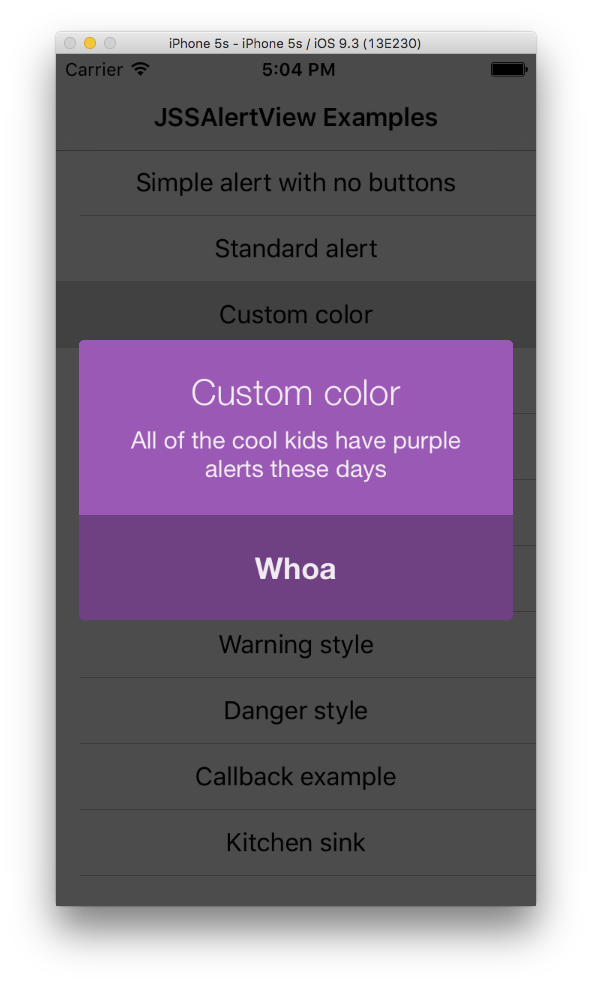 iPhone 5s - iPhone 5s / iOS 9.3 (13E230)
Carrier 5:04 PM
JSSAlertView Examples
Simple alert with no buttons
Standard alert
Custom color
Custom color
All of the cool kids have purple
alerts these days
Whoa
Warning style
Danger style
Callback example
Kitchen sink